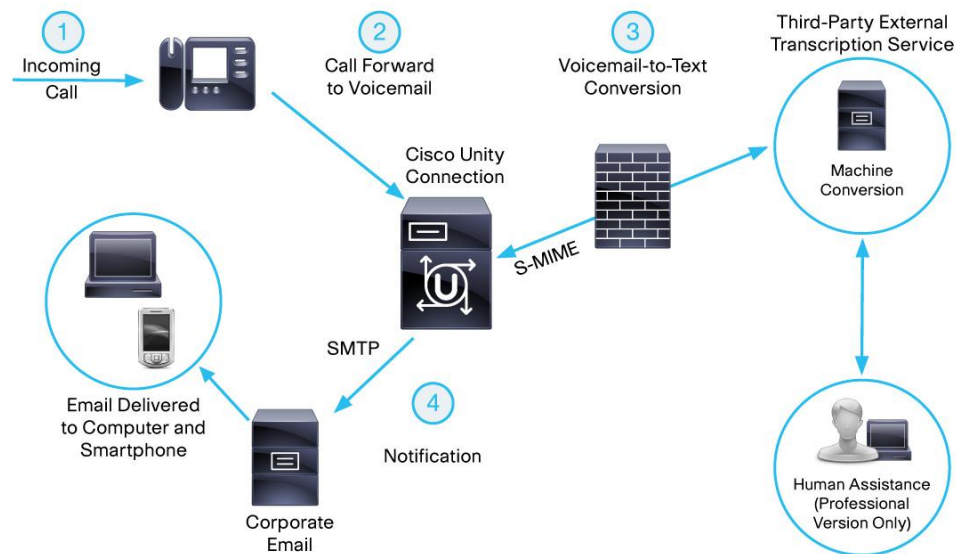 1
Incoming
Call
2
Call Forward
to Voicemail
3
Voicemail-to-Text
Conversion
Third-Party External
Transcription Service
Machine
Conversion
Cisco Unity
Connection
U
S-MIME
SMTP
Email Delivered
to Computer and
Smartphone
4
Notification
Corporate
Email
Human Assistance
(Professional
Version Only)